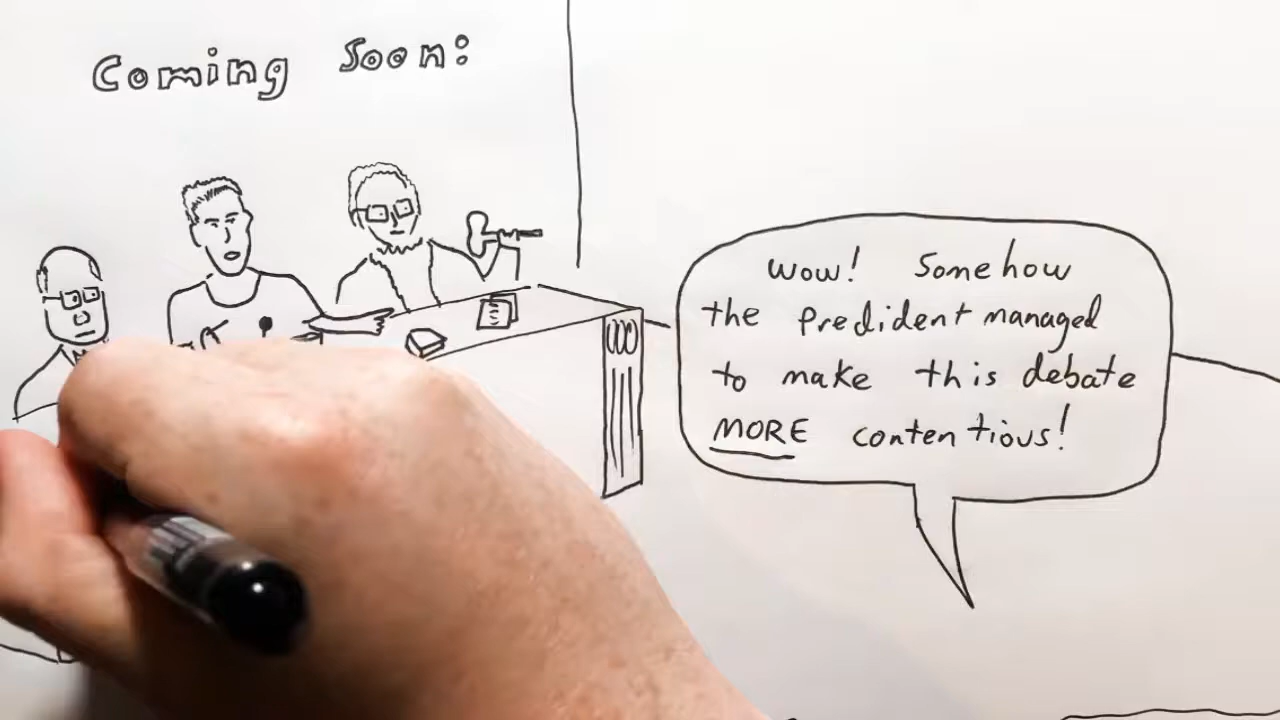 Coming Soon:
Wow! Somehow
the predident managed
to make this debate
MORE contentious!